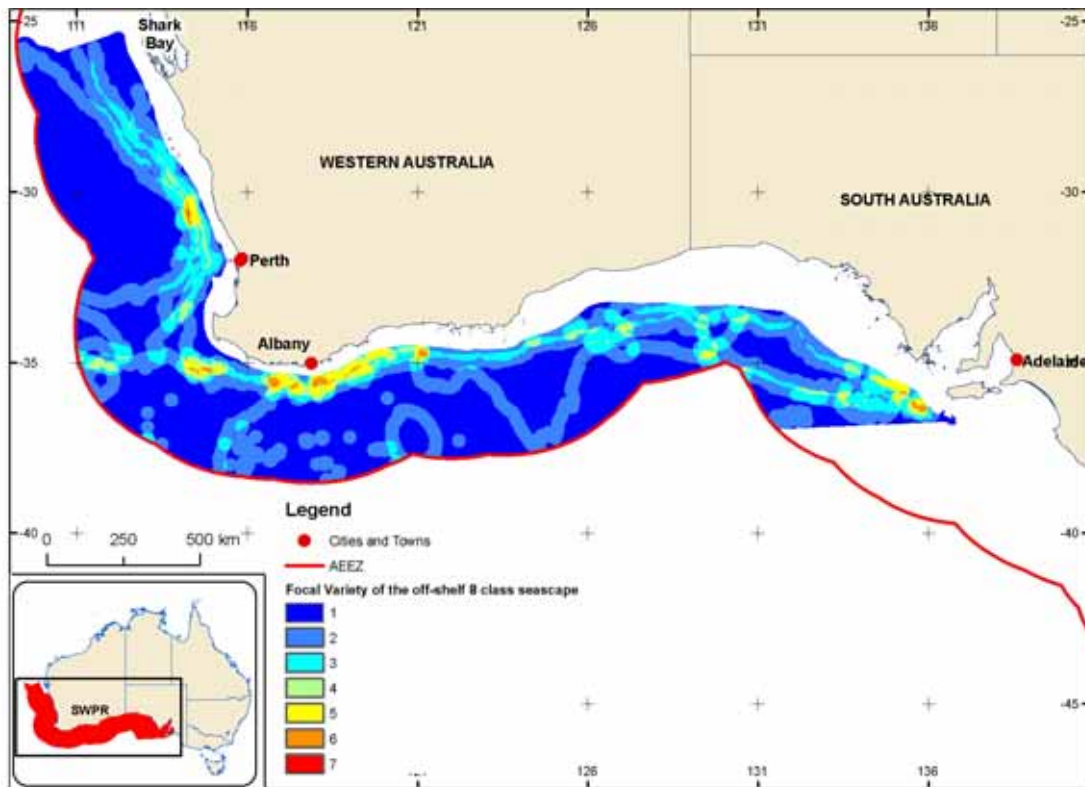 -25
111
Shark
Bay
116
121
126
131
136
-25
WESTERN AUSTRALIA
SOUTH AUSTRALIA
-30
-30
Perth
Albany
Adelaide
-35
-40
-40
0 250 500 km
Legend
Cities and Towns
AEEZ
Focal Variety of the off-shelf 8 class seascape
1
2
3
4
5
6
7
SWPR
-45
126
131
136